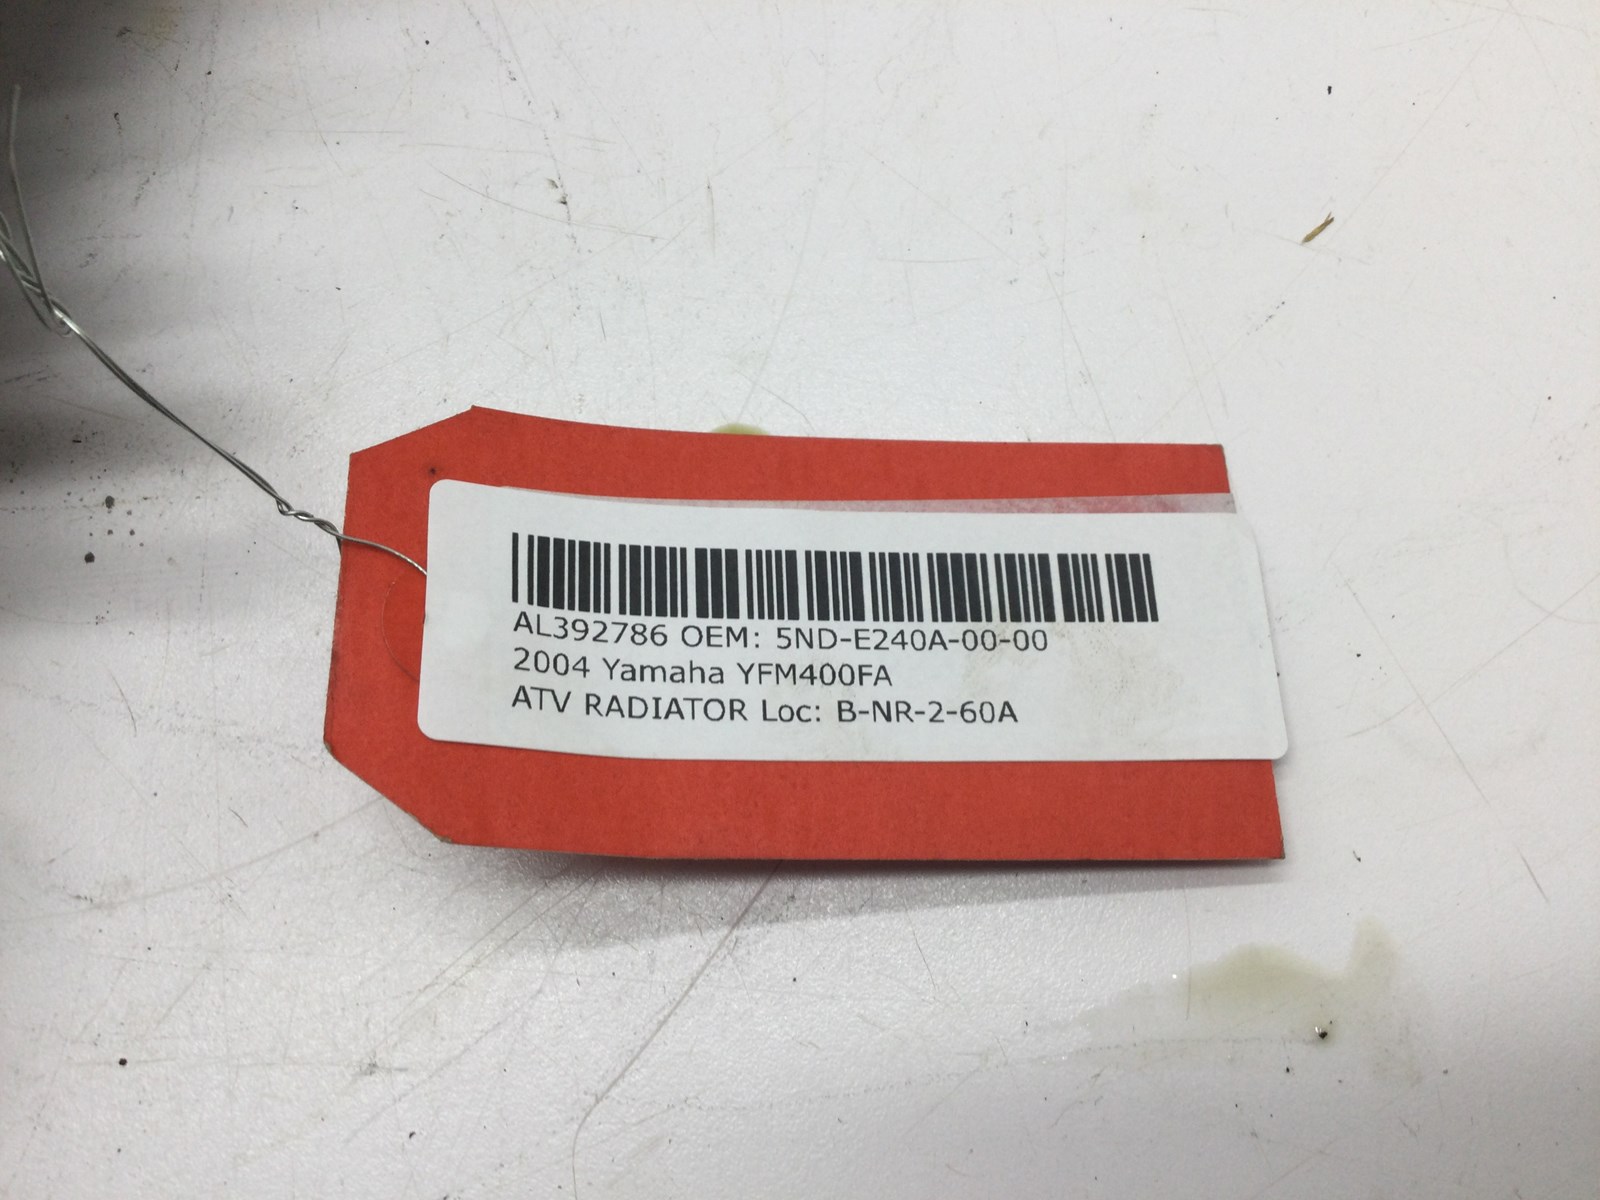 AL392786 OEM: 5ND-E240A-00-00
2004 Yamaha YFM400FA
ATV RADIATOR Loc: B-NR-2-60A